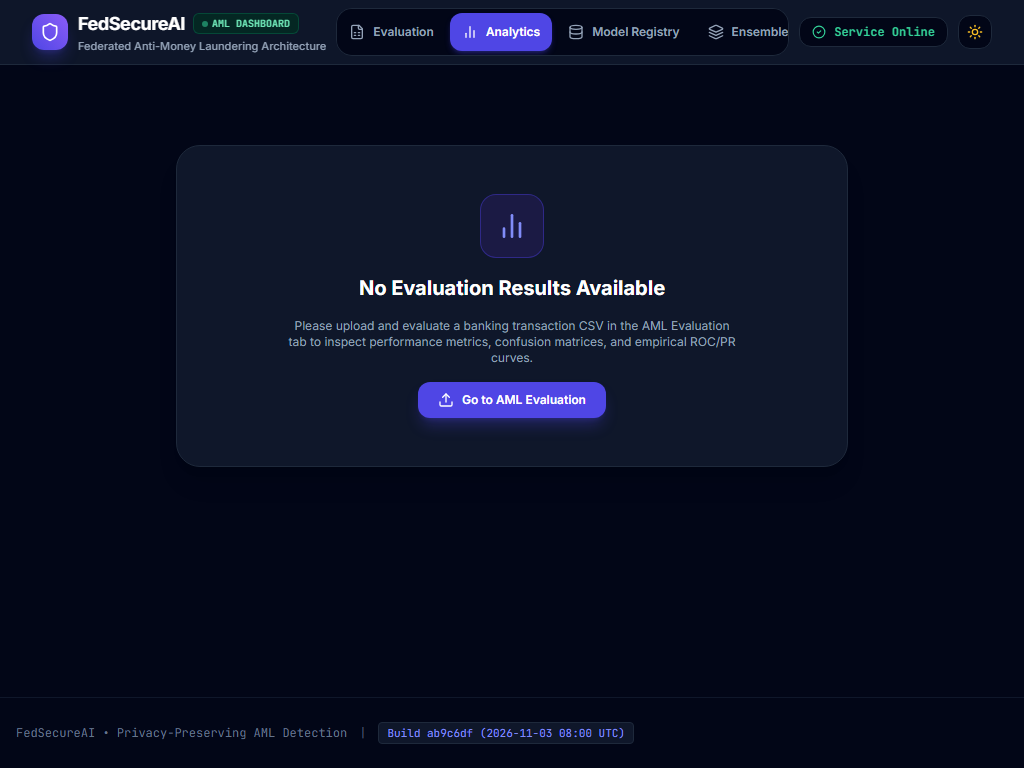 FedSecureAI
AML DASHBOARD
Federated Anti-Money Laundering Architecture
Evaluation
Analytics
Model Registry
Ensemble
Service Online
No Evaluation Results Available
Please upload and evaluate a banking transaction CSV in the AML Evaluation
tab to inspect performance metrics, confusion matrices, and empirical ROC/PR
curves.
Go to AML Evaluation
FedSecureAI • Privacy-Preserving AML Detection | Build ab9c6df (2026-11-03 08:00 UTC)